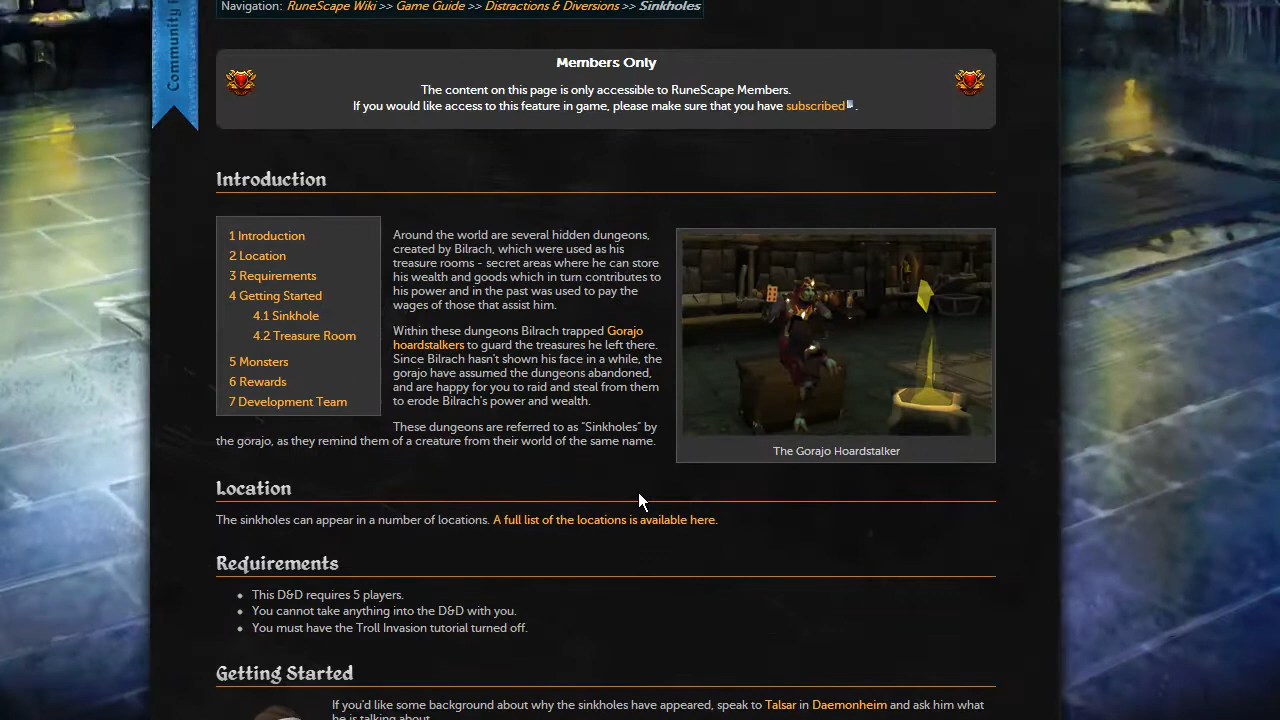 Navigation: RuneScape Wiki >> Game Guide >> Distractions & Diversions >> Sinkholes
Community
Members Only
The content on this page is only accessible to RuneScape Members.
If you would like access to this feature in game, please make sure that you have subscribed .
Introduction
1 Introduction
2 Location
3 Requirements
4 Getting Started
4.1 Sinkhole
4.2 Treasure Room
5 Monsters
6 Rewards
7 Development Team
Around the world are several hidden dungeons,
created by Bilrach, which were used as his
treasure rooms - secret areas where he can store
his wealth and goods which in turn contributes to
his power and in the past was used to pay the
wages of those that assist him.
Within these dungeons Bilrach trapped Gorajo
hoardstalkers to guard the treasures he left there.
Since Bilrach hasn't shown his face in a while, the
gorajo have assumed the dungeons abandoned,
and are happy for you to raid and steal from them
to erode Bilrach's power and wealth.
These dungeons are referred to as "Sinkholes" by
the gorajo, as they remind them of a creature from their world of the same name.
The Gorajo Hoardstalker
Location
The sinkholes can appear in a number of locations. A full list of the locations is available here.
Requirements
• This D&D requires 5 players.
• You cannot take anything into the D&D with you.
• You must have the Troll Invasion tutorial turned off.
Getting Started
If you'd like some background about why the sinkholes have appeared, speak to Talsar in Daemonheim and ask him what
he is talking about